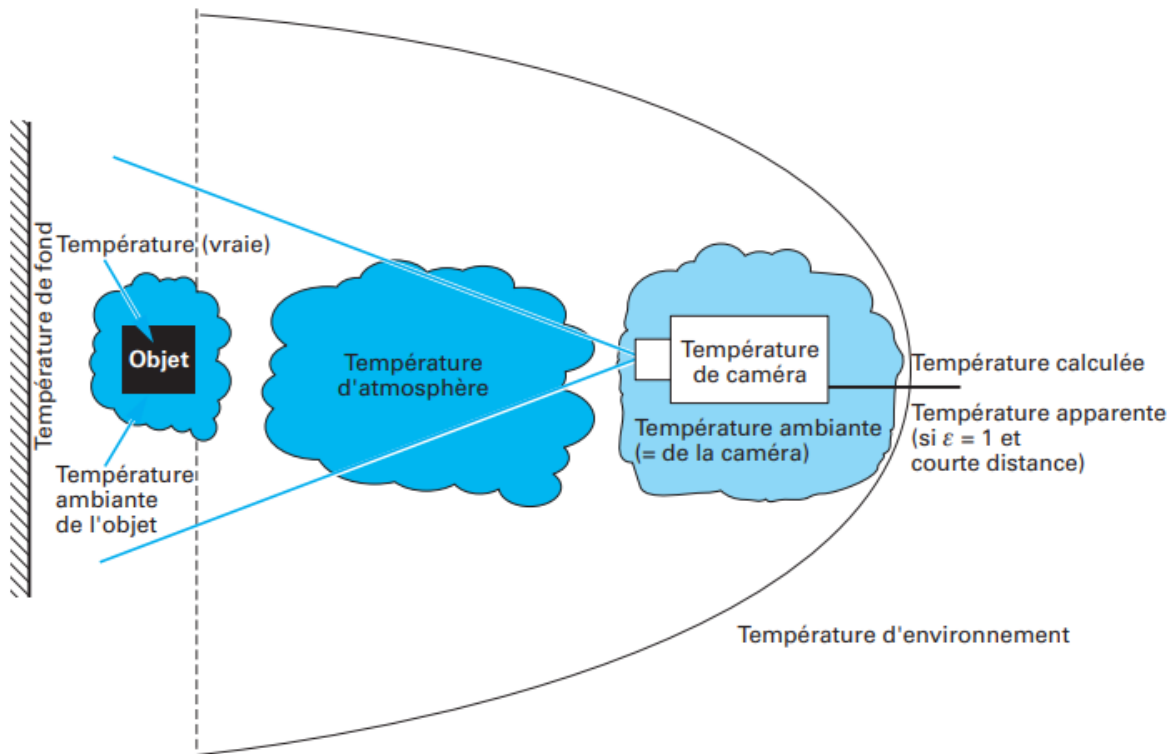 Température de fond
Température (vraie)
Objet
Température
ambiante
de l'objet
Température
d'atmosphère
Température
de caméra
Température ambiante
(= de la caméra)
Température calculée
Température apparente
(si ε = 1 et
courte distance)
Température d'environnement